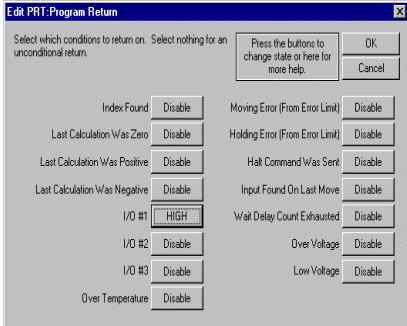 Edit PRT:Program Return
Select which conditions to return on. Select nothing for an
unconditional return.
Press the buttons to
change state or here for
more help.
OK
Cancel
Index Found Disable
Moving Error (From Error Limit) Disable
Last Calculation Was Zero Disable
Holding Error (From Error Limit) Disable
Last Calculation Was Positive Disable
Halt Command Was Sent Disable
Last Calculation Was Negative Disable
Input Found On Last Move Disable
I/O #1 HIGH
Wait Delay Count Exhausted Disable
I/O #2 Disable
Over Voltage Disable
I/O #3 Disable
Low Voltage Disable
Over Temperature Disable